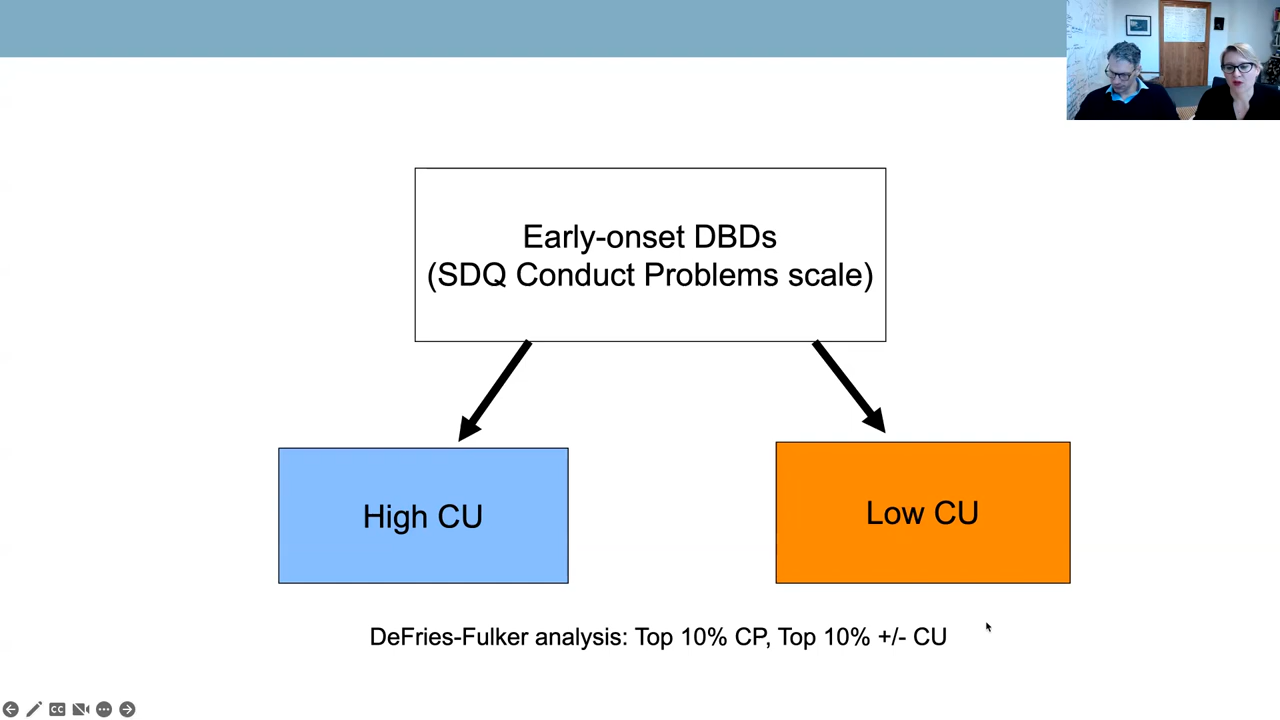 Early-onset DBDs
(SDQ Conduct Problems scale)
High CU
Low CU
DeFries-Fulker analysis: Top 10% CP, Top 10% +/- CU
CC